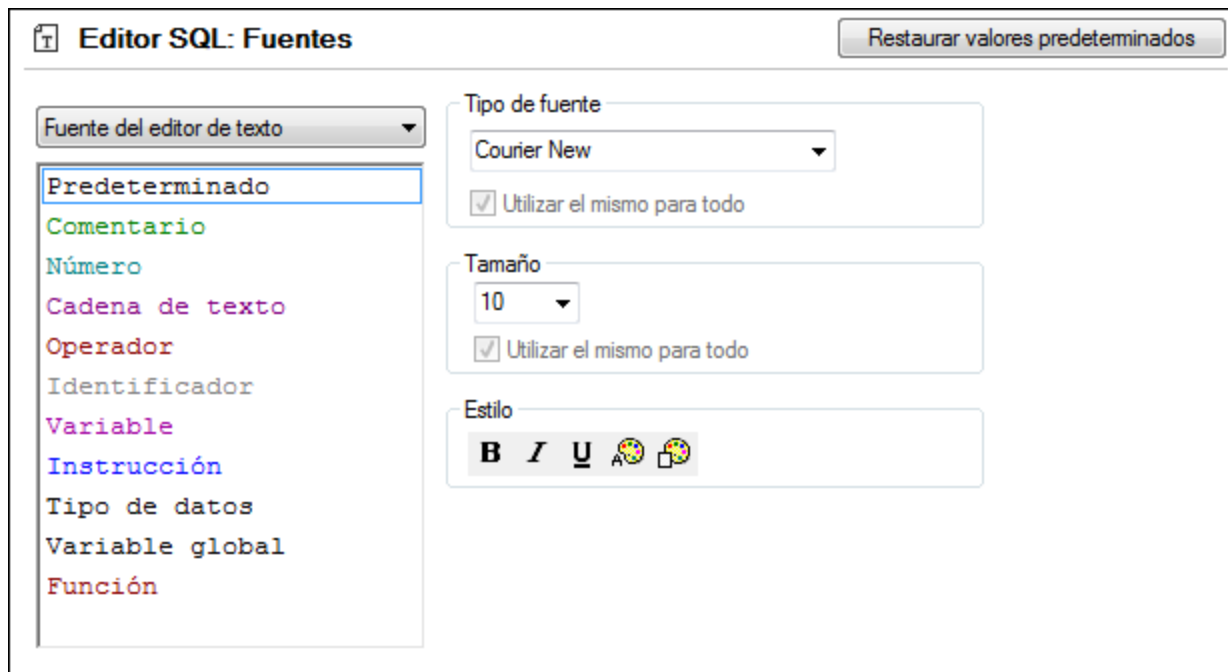 Editor SQL: Fuentes
Restaurar valores predeterminados
Fuente del editor de texto
Predeterminado
Comentario
Número
Cadena de texto
Operador
Identificador
Variable
Instrucción
Tipo de datos
Variable global
Función
Tipo de fuente
Courier New
Utilizar el mismo para todo
Tamaño
10
Utilizar el mismo para todo
Estilo
B I U